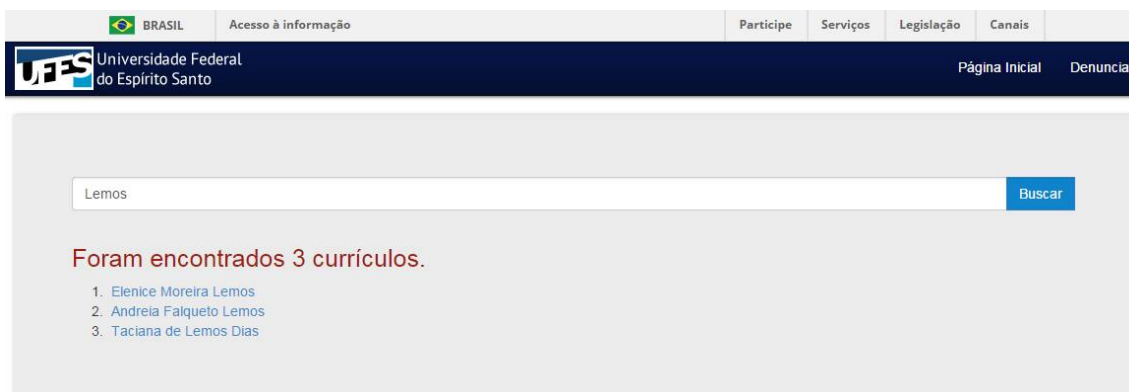 BRASIL Acesso à informação Participe Serviços Legislação Canais
UFES Universidade Federal
do Espírito Santo
Página Inicial Denuncia
Lemos Buscar
Foram encontrados 3 currículos.
1. Elenice Moreira Lemos
2. Andreia Falqueto Lemos
3. Taciana de Lemos Dias